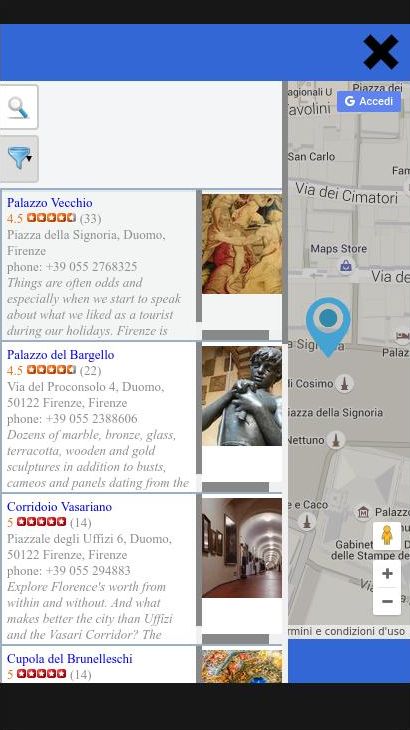 Palazzo Vecchio
4.5 (33)
Piazza della Signoria, Duomo,
Firenze
phone: +39 055 2768325
Things are often odds and
especially when we start to speak
about what we liked as a tourist
during our holidays. Firenze is
Palazzo del Bargello
4.5 (22)
Via del Proconsolo 4, Duomo,
50122 Firenze, Firenze
phone: +39 055 2388606
Dozens of marble, bronze, glass,
terracotta, wooden and gold
sculptures in addition to busts,
cameos and panels dating from the
Corridoio Vasariano
5 (14)
Piazzale degli Uffizi 6, Duomo,
50122 Firenze, Firenze
phone: +39 055 294883
Explore Florence's worth from
within and without. And what
makes better the city than Uffizi
and the Vasari Corridor? The
Cupola del Brunelleschi
5 (14)
Piazza dei
agionali U
Tavolini
G Accedi
San Carlo
Fam
Via dei Cimatori
Maps Store
Via de
a Signoria
Palaz
li Cosimo
iazza della Signoria
Nettuno
e e Caco
Palazzo
Gabinet
delle Stampe de
Via
+
−
rmini e condizioni d'uso